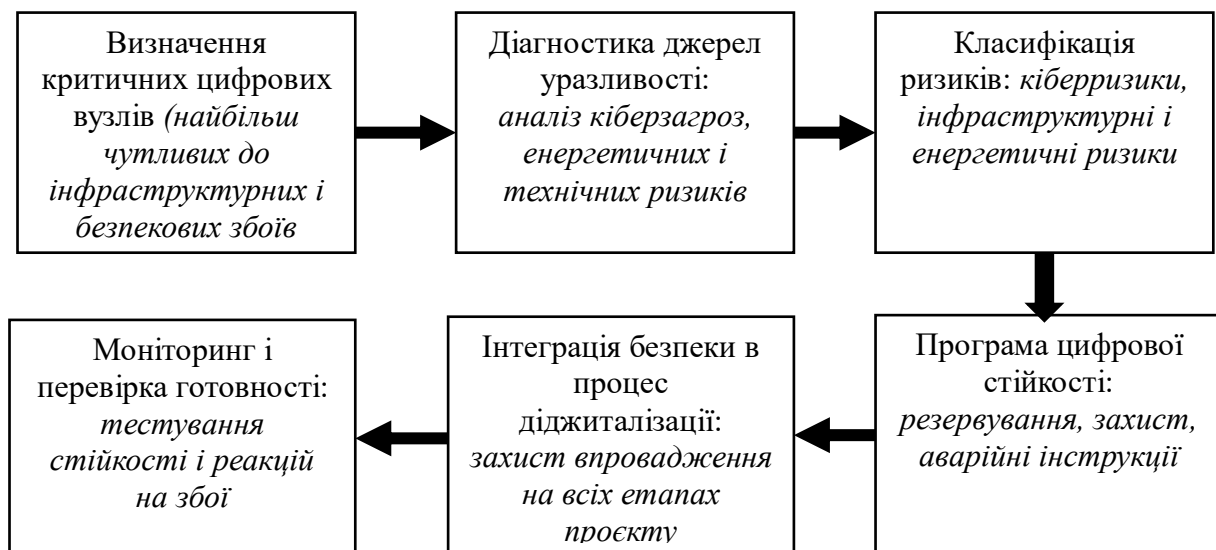 Визначення
критичних цифрових
вузлів (найбільш
чутливих до
інфраструктурних і
безпекових збоїв
Діагностика джерел
уразливості:
аналіз кіберзагроз,
енергетичних і
технічних ризиків
Класифікація
ризиків: кіберризики,
інфраструктурні і
енергетичні ризики
Програма цифрової
стійкості:
резервування, захист,
аварійні інструкції
Інтеграція безпеки в
процес
діджиталізації:
захист впровадження
на всіх етапах
проєкту
Моніторинг і
перевірка готовності:
тестування
стійкості і реакцій
на збої